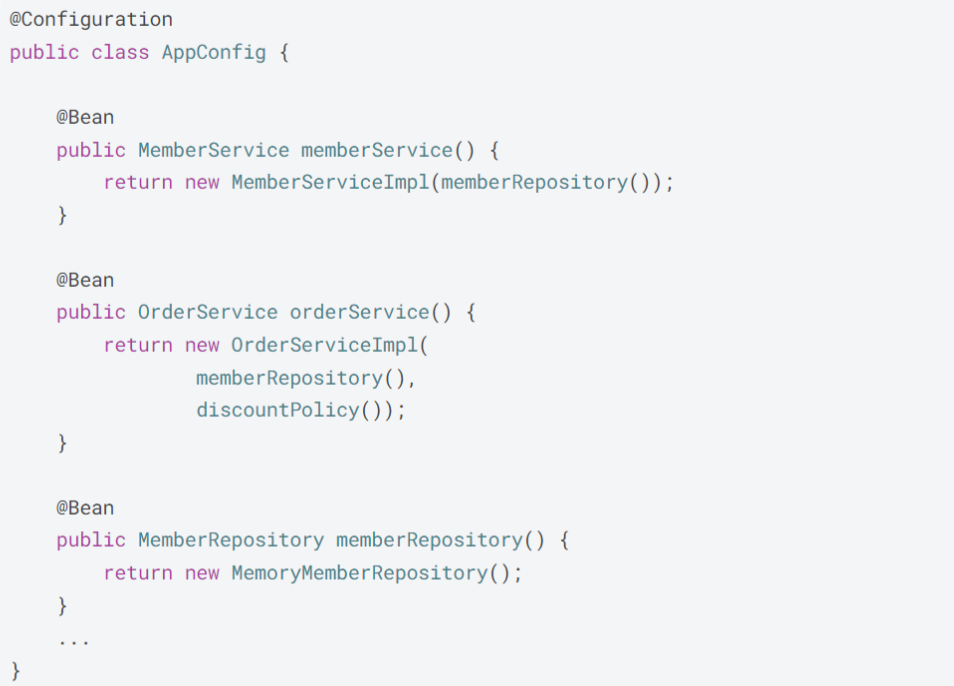 @Configuration
public class AppConfig {
@Bean
public MemberService memberService() {
return new MemberServiceImpl(memberRepository());
}
@Bean
public OrderService orderService() {
return new OrderServiceImpl(
memberRepository(),
discountPolicy());
}
@Bean
public MemberRepository memberRepository() {
return new MemoryMemberRepository();
}
...
}